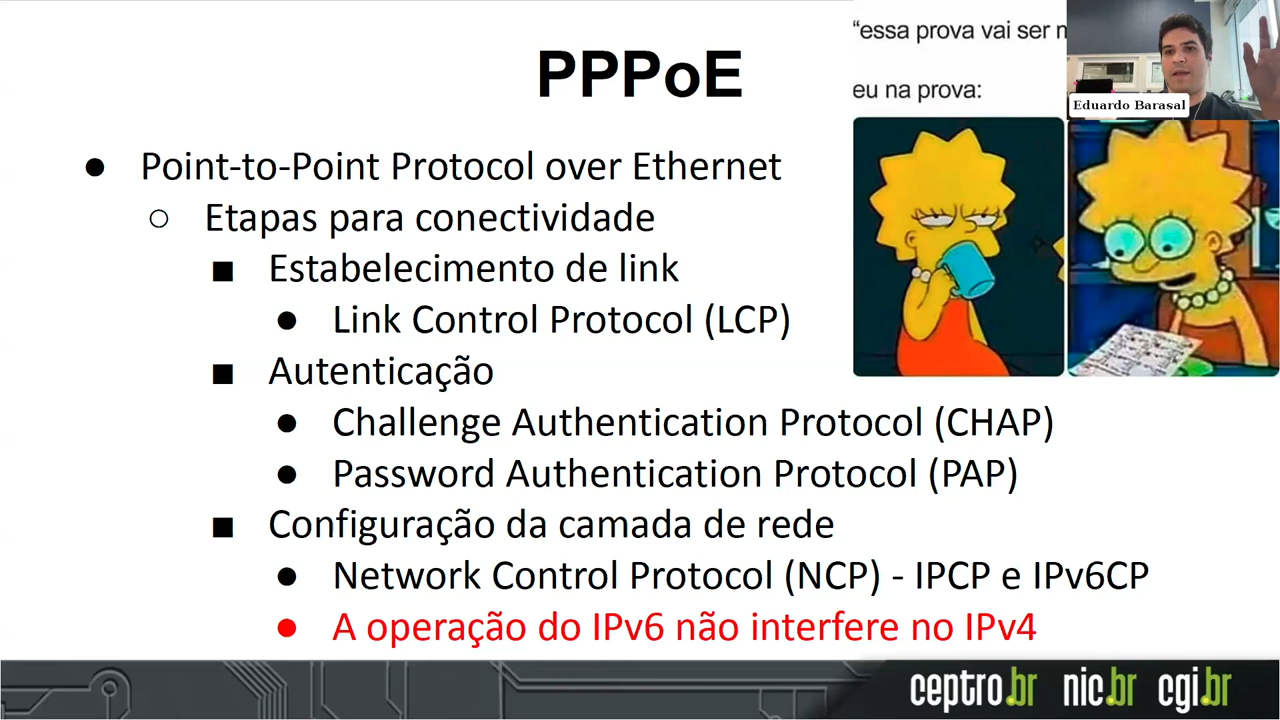 PPPoE
“essa prova vai ser
eu na prova:
Eduardo Barasal
● Point-to-Point Protocol over Ethernet
○ Etapas para conectividade
■ Estabelecimento de link
● Link Control Protocol (LCP)
■ Autenticação
● Challenge Authentication Protocol (CHAP)
● Password Authentication Protocol (PAP)
■ Configuração da camada de rede
● Network Control Protocol (NCP) - IPCP e IPv6CP
● A operação do IPv6 não interfere no IPv4
ceptro.br nic.br cgi.br